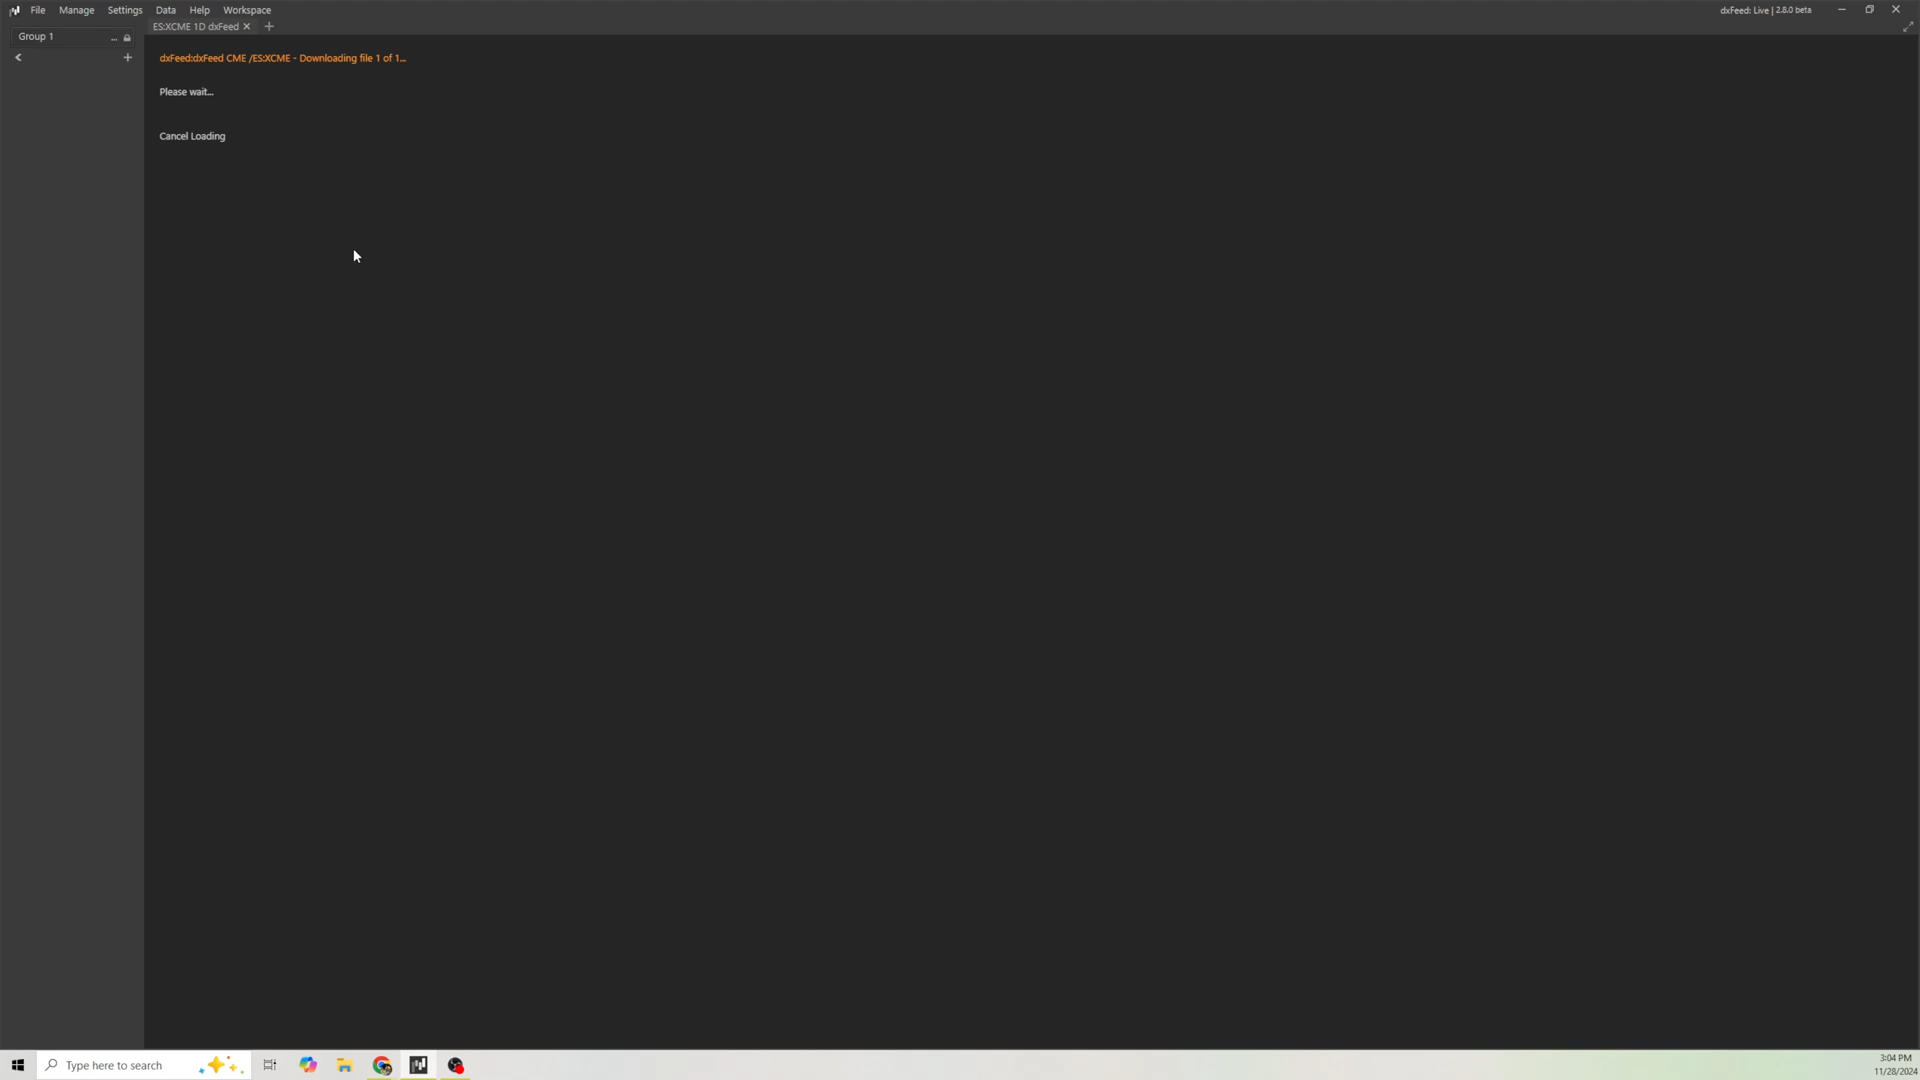 File Manage Settings Data Help Workspace
dxFeed: Live | 2.8.0 beta
ES:XCME 1D dxFeed
Group 1
...
dxFeed:dxFeed CME /ES:XCME - Downloading file 1 of 1...
Please wait...
Cancel Loading
Type here to search
3:04 PM
11/28/2024